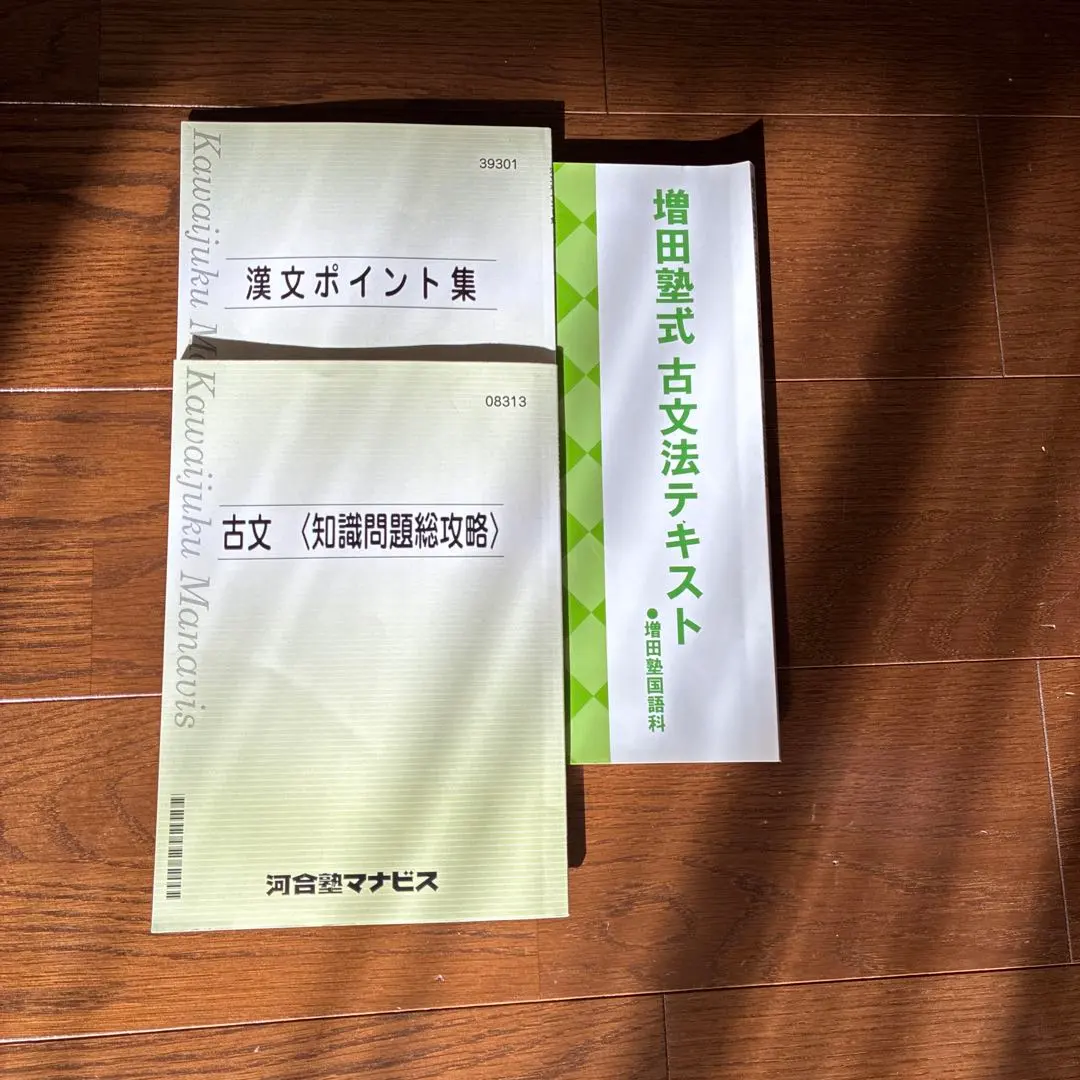 39301
漢文ポイント集
Kawaijuku Ma
08313
古文 〈知識問題総攻略〉
Kawaijuku Manavis
河合塾マナビス
増田塾式 古文法テキスト
●増田塾国語科